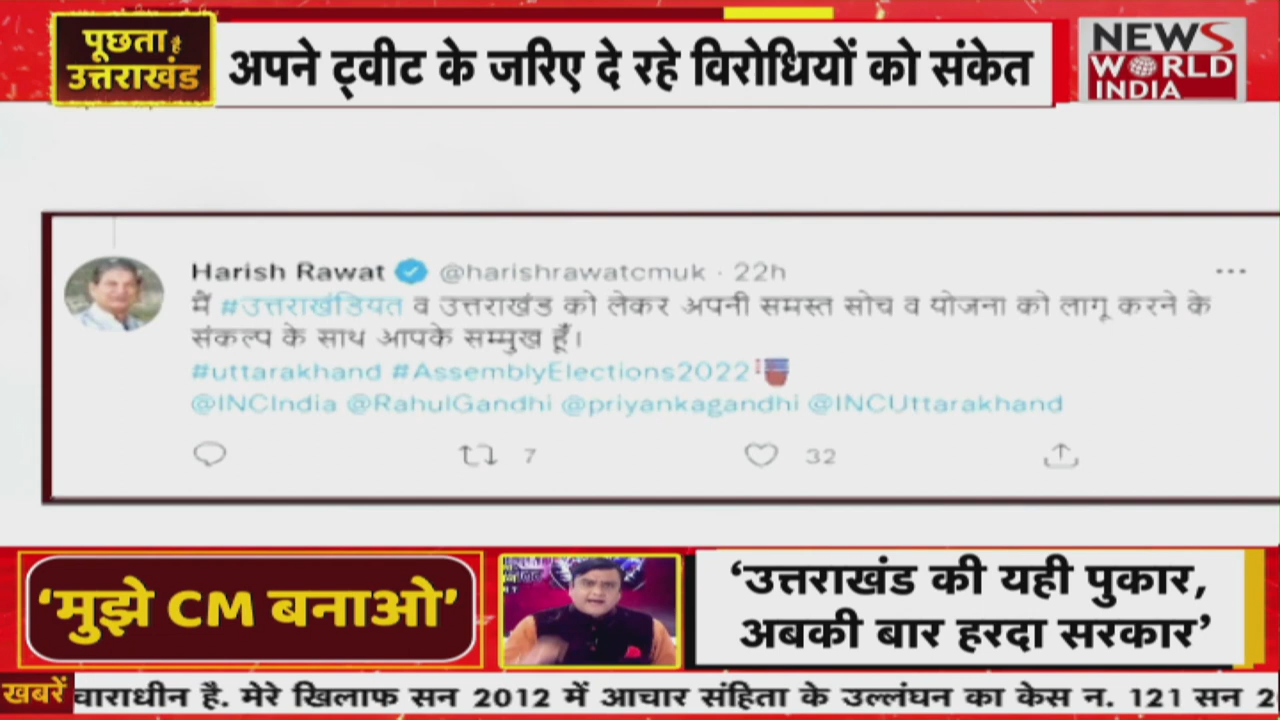 पूछता है
उत्तराखंड
अपने ट्वीट के जरिए दे रहे विरोधियों को संकेत
NEWS
WORLD
INDIA
Harish Rawat @harishrawatcmuk · 22h
मैं #उत्तराखंडियत व उत्तराखंड को लेकर अपनी समस्त सोच व योजना को लागू करने के
संकल्प के साथ आपके सम्मुख हूँ।
#uttarakhand #AssemblyElections2022
@INCIndia @RahulGandhi @priyankagandhi @INCUttarakhand
7
32
‘मुझे CM बनाओ’
‘उत्तराखंड की यही पुकार,
अबकी बार हरदा सरकार’
खबरें
चाराधीन है. मेरे खिलाफ सन 2012 में आचार संहिता के उल्लंघन का केस न. 121 सन 2